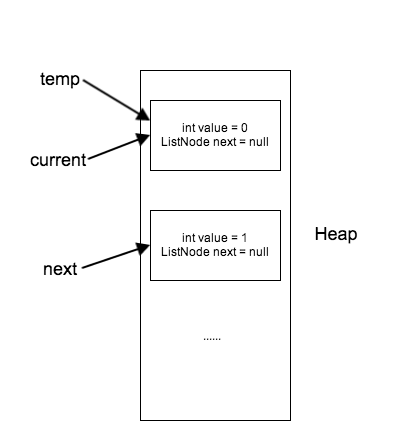 temp
int value = 0
ListNode next = null
current
int value = 1
ListNode next = null
Heap
next
......